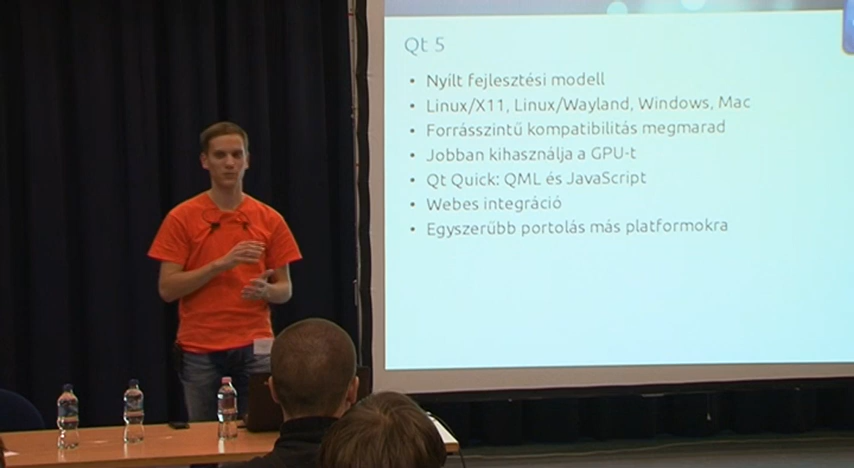 Qt 5
• Nyílt fejlesztési modell
• Linux/X11, Linux/Wayland, Windows, Mac
• Forrásszintű kompatibilitás megmarad
• Jobban kihasználja a GPU-t
• Qt Quick: QML és JavaScript
• Webes integráció
• Egyszerűbb portolás más platformokra